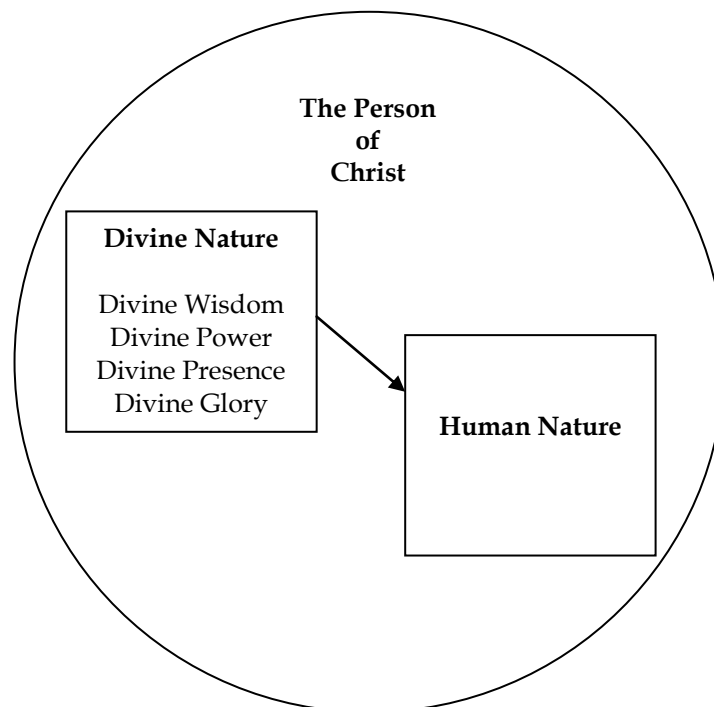 The Person
of
Christ
Divine Nature
Divine Wisdom
Divine Power
Divine Presence
Divine Glory
Human Nature